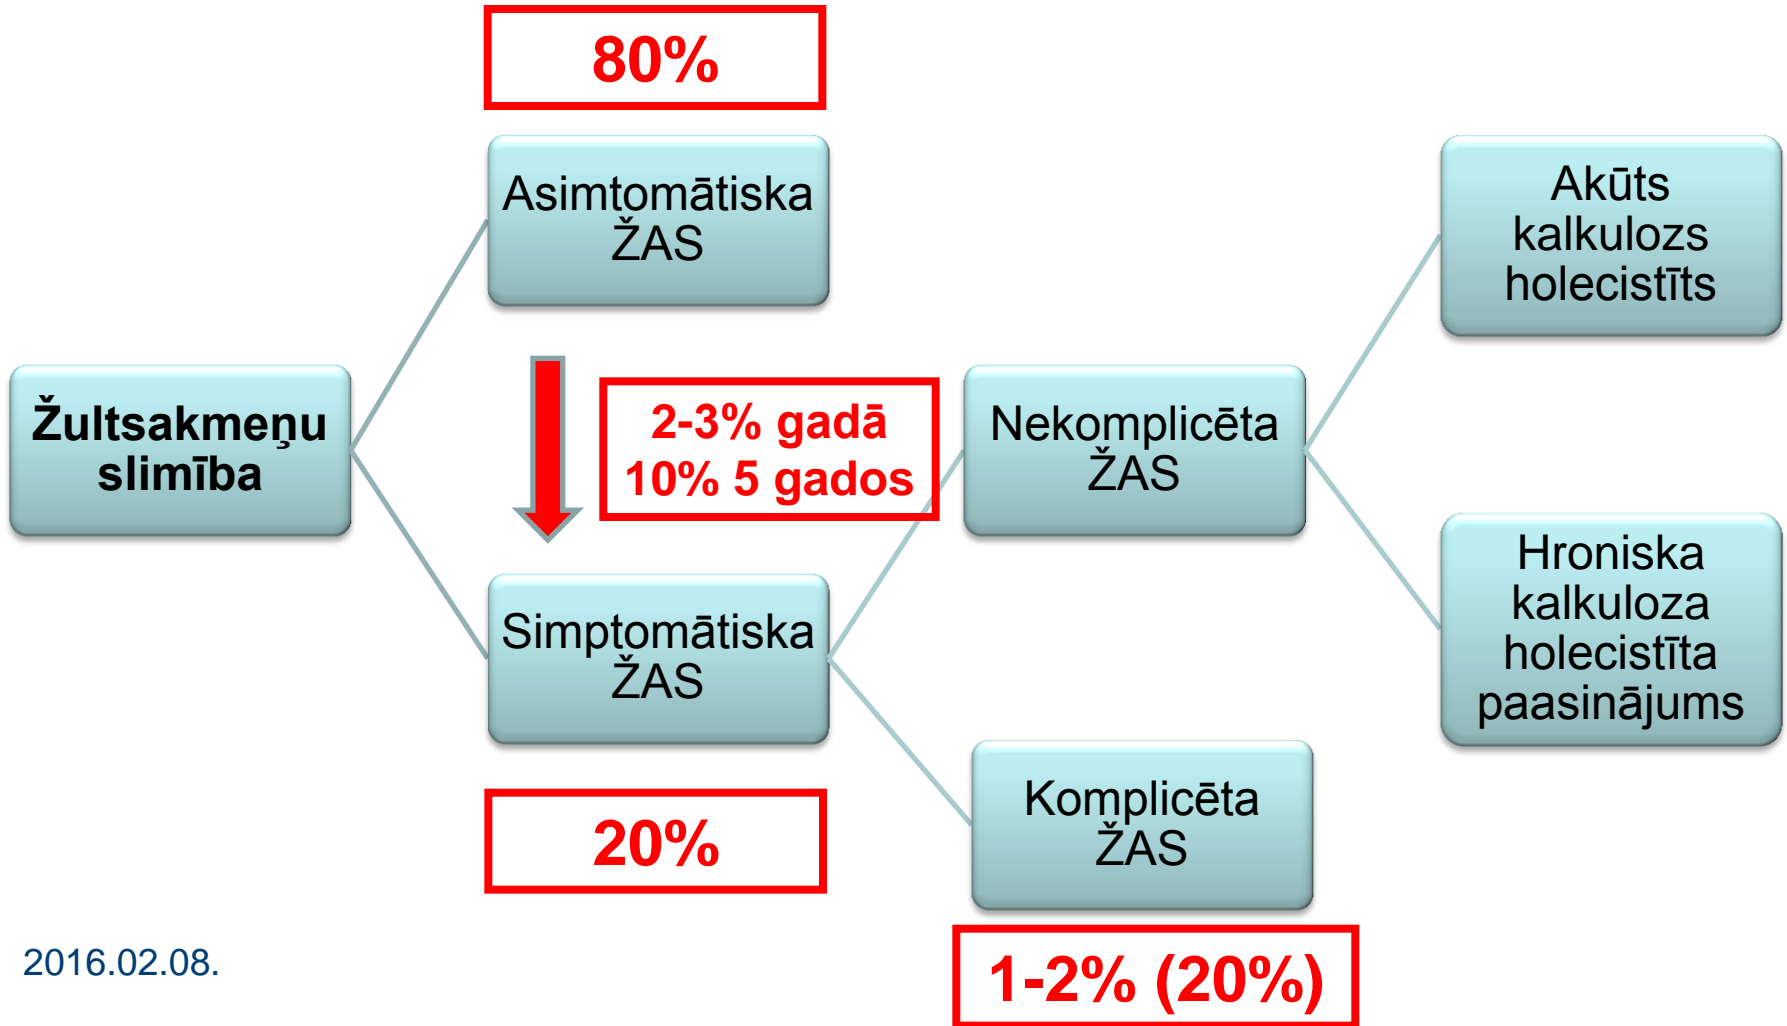 80%
Asimtomātiska
ŽAS
Žultsakmeņu
slimība
2-3% gadā
10% 5 gados
Simptomātiska
ŽAS
20%
Nekomplicēta
ŽAS
Komplicēta
ŽAS
1-2% (20%)
Akūts
kalkulozs
holecistīts
Hroniska
kalkuloza
holecistīta
paasinājums
2016.02.08.